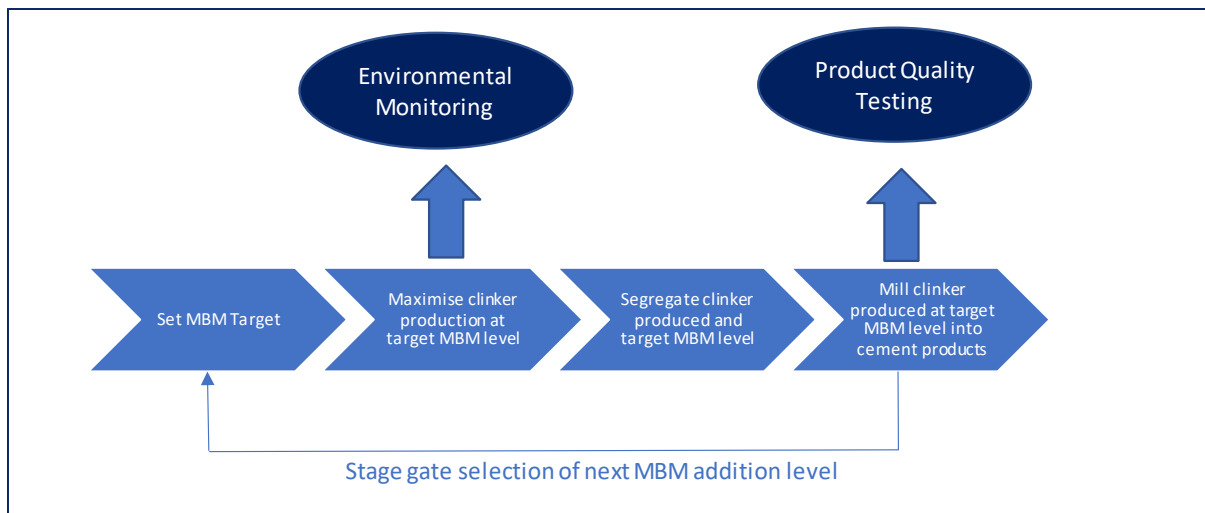 Environmental
Monitoring
Product Quality
Testing
Set MBM Target
Maximise clinker
production at
target MBM level
Segregate clinker
produced and
target MBM level
Mill clinker
produced at target
MBM level into
cement products
Stage gate selection of next MBM addition level